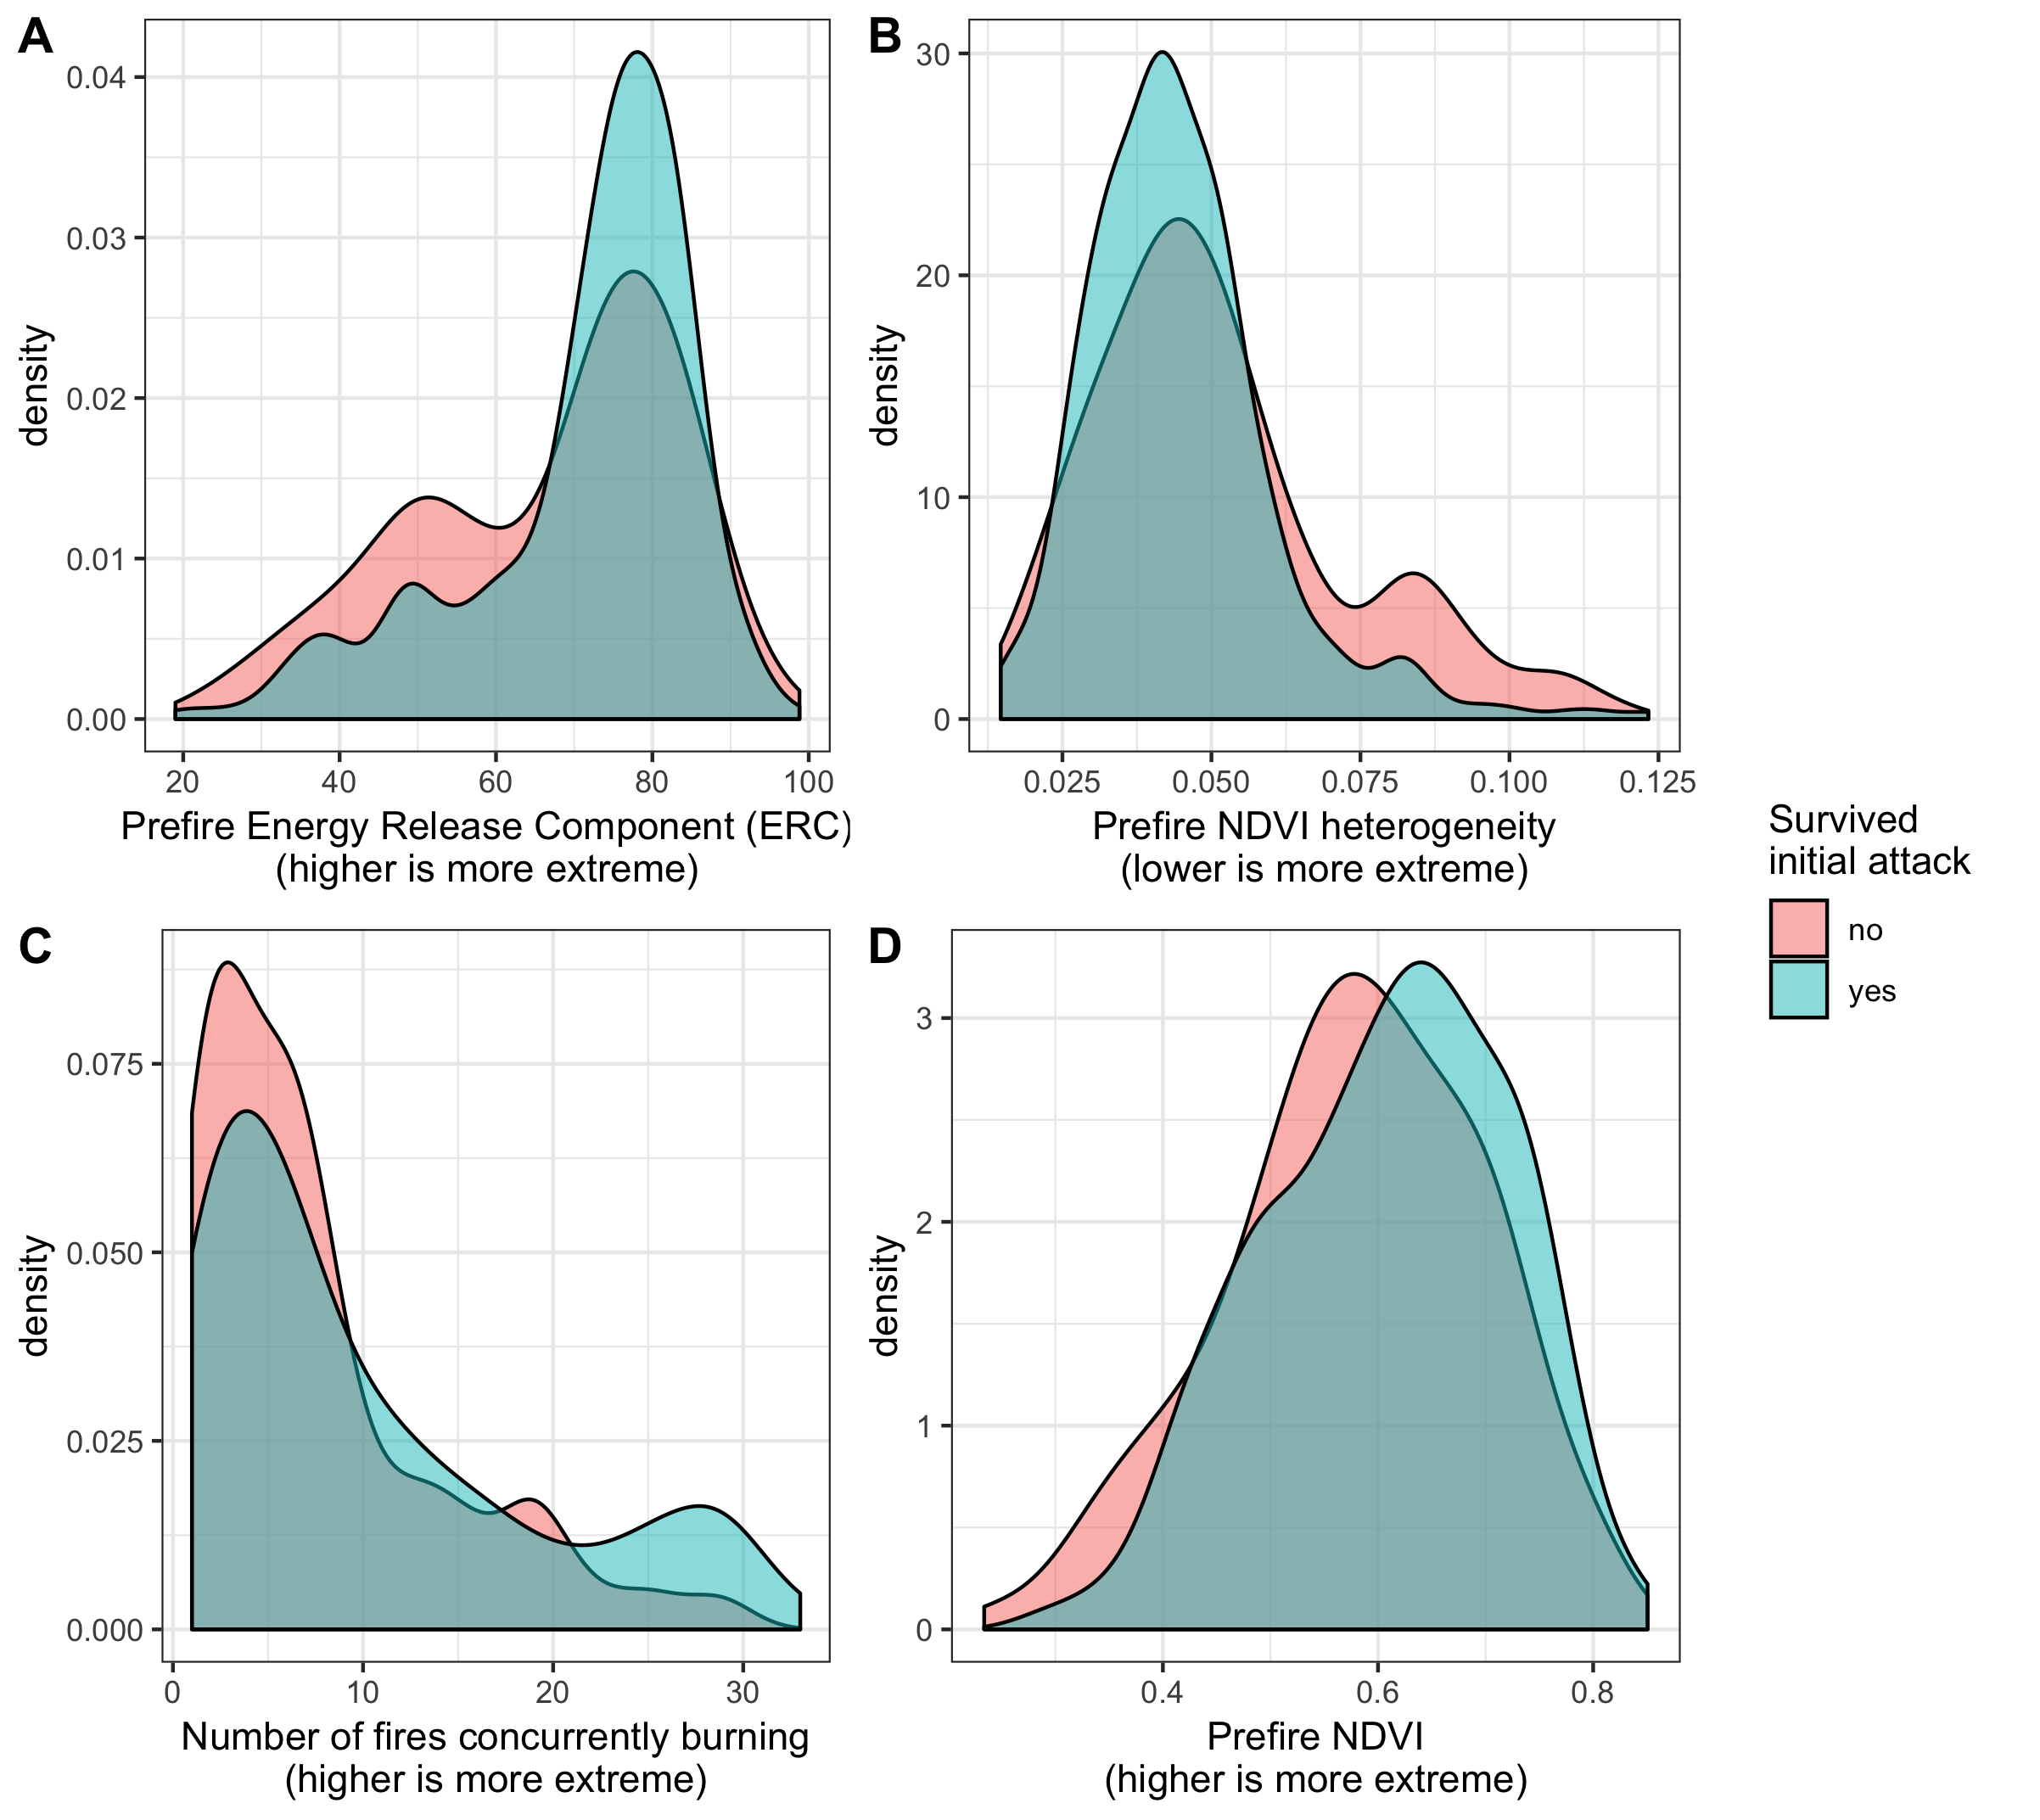 A
0.04
0.03
0.02
0.01
0.00
density
20 40 60 80 100
Prefire Energy Release Component (ERC)
(higher is more extreme)
B
30
20
10
0
density
0.025 0.050 0.075 0.100 0.125
Prefire NDVI heterogeneity
(lower is more extreme)
C
0.075
0.050
0.025
0.000
density
0 10 20 30
Number of fires concurrently burning
(higher is more extreme)
D
3
2
1
0
density
0.4 0.6 0.8
Prefire NDVI
(higher is more extreme)
Survived
initial attack
no
yes